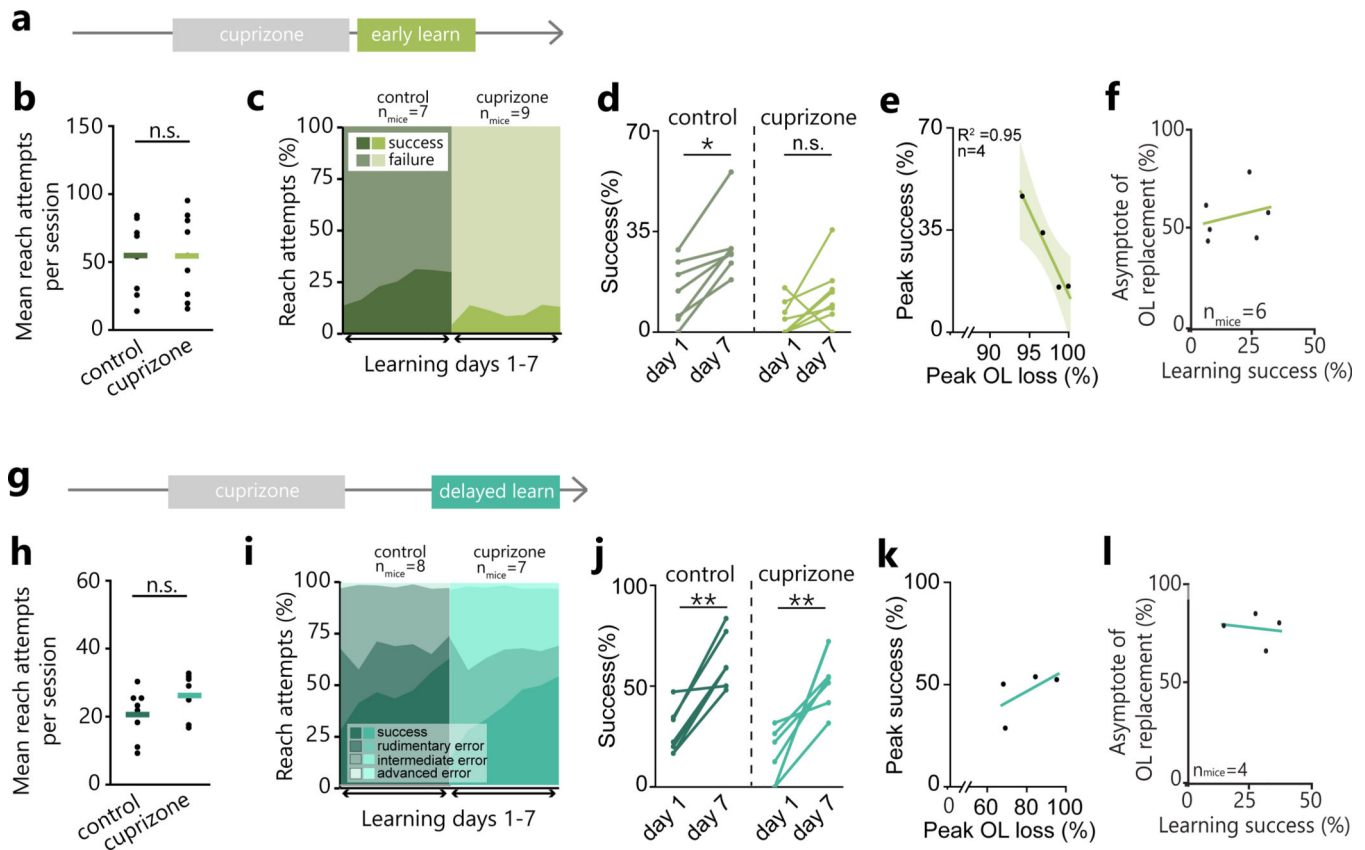 a
cuprizone
early learn
b
n.s.
Mean reach attempts
per session
150
100
50
0
control
cuprizone
c
control
n_mice=7
cuprizone
n_mice=9
Reach attempts (%)
100
75
50
25
0
success
failure
Learning days 1-7
d
control
cuprizone
*
n.s.
Success(%)
70
35
0
day 1
day 7
day 1
day 7
e
R² =0.95
n=4
Peak success (%)
70
35
0
90
95
100
Peak OL loss (%)
f
Asymptote of
OL replacement (%)
100
50
0
n_mice=6
0
25
50
Learning success (%)
g
cuprizone
delayed learn
h
n.s.
Mean reach attempts
per session
60
40
20
0
control
cuprizone
i
control
n_mice=8
cuprizone
n_mice=7
Reach attempts (%)
100
75
50
25
0
success
rudimentary error
intermediate error
advanced error
Learning days 1-7
j
control
cuprizone
**
**
Success(%)
100
50
0
day 1
day 7
day 1
day 7
k
Peak success (%)
100
50
0
0
60
80
100
Peak OL loss (%)
l
Asymptote of
OL replacement (%)
100
50
0
n_mice=4
0
25
50
Learning success (%)